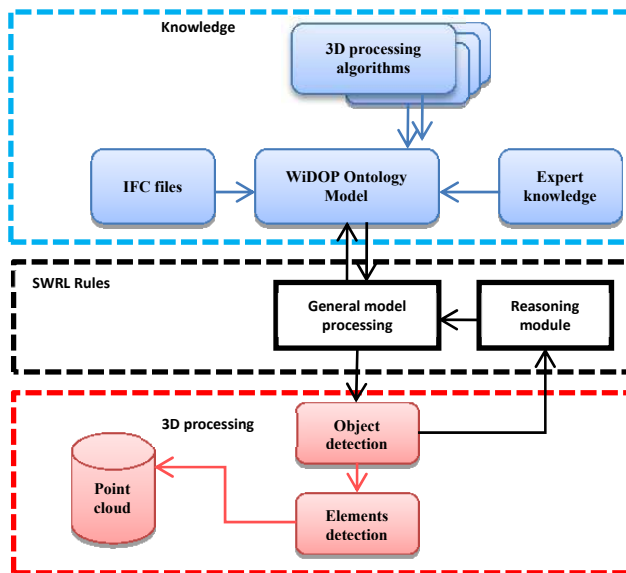 Knowledge
3D processing
algorithms
IFC files
WiDOP Ontology
Model
Expert
knowledge
SWRL Rules
General model
processing
Reasoning
module
3D processing
Object
detection
Point
cloud
Elements
detection